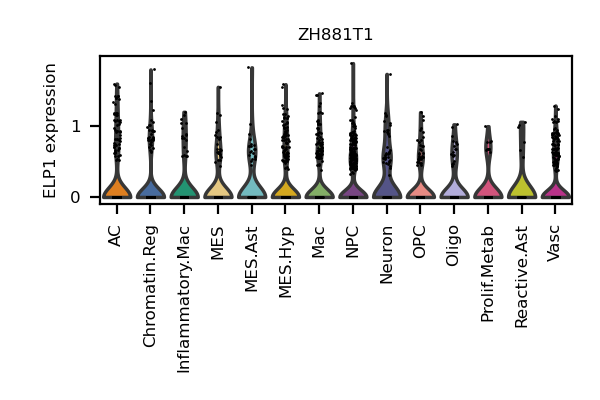 ZH881T1
ELP1 expression
1
0
AC
Chromatin.Reg
Inflammatory.Mac
MES
MES.Ast
MES.Hyp
Mac
NPC
Neuron
OPC
Oligo
Prolif.Metab
Reactive.Ast
Vasc